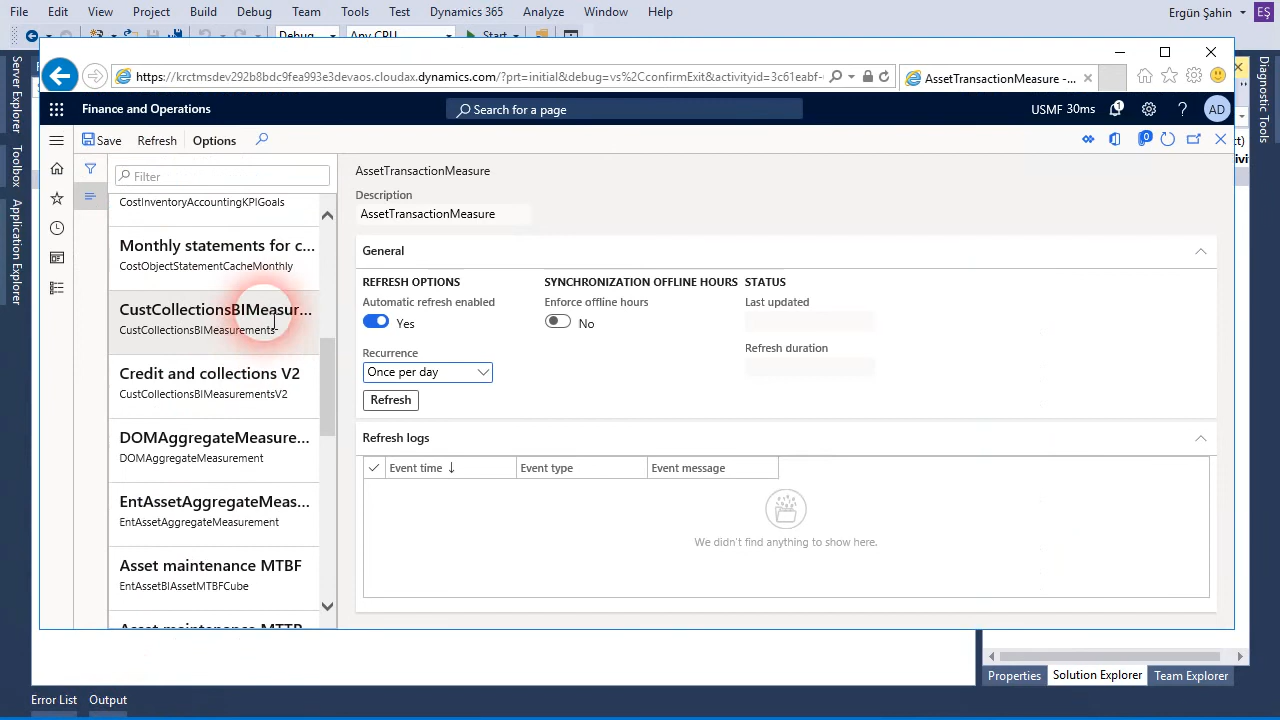 File Edit View Project Build Debug Team Tools Test Dynamics 365 Analyze Window Help Ergün Şahin EŞ
Debug Any CPU Start
Server Explorer
Toolbox
Application Explorer
Diagnostic Tools
AssetTransactionMeasure - ...
Finance and Operations Search for a page USMF 30ms 1 AD
Save Refresh Options 0
Filter
CostInventoryAccountingKPIGoals
Monthly statements for c...
CostObjectStatementCacheMonthly
CustCollectionsBIMeasur...
CustCollectionsBIMeasurements
Credit and collections V2
CustCollectionsBIMeasurementsV2
DOMAggregateMeasure...
DOMAggregateMeasurement
EntAssetAggregateMeas...
EntAssetAggregateMeasurement
Asset maintenance MTBF
EntAssetBIAssetMTBFCube
AssetTransactionMeasure
Description
AssetTransactionMeasure
General
REFRESH OPTIONS SYNCHRONIZATION OFFLINE HOURS STATUS
Automatic refresh enabled Enforce offline hours Last updated
Yes No
Recurrence Refresh duration
Once per day
Refresh
Refresh logs
Event time Event type Event message
We didn't find anything to show here.
Properties Solution Explorer Team Explorer
Error List Output